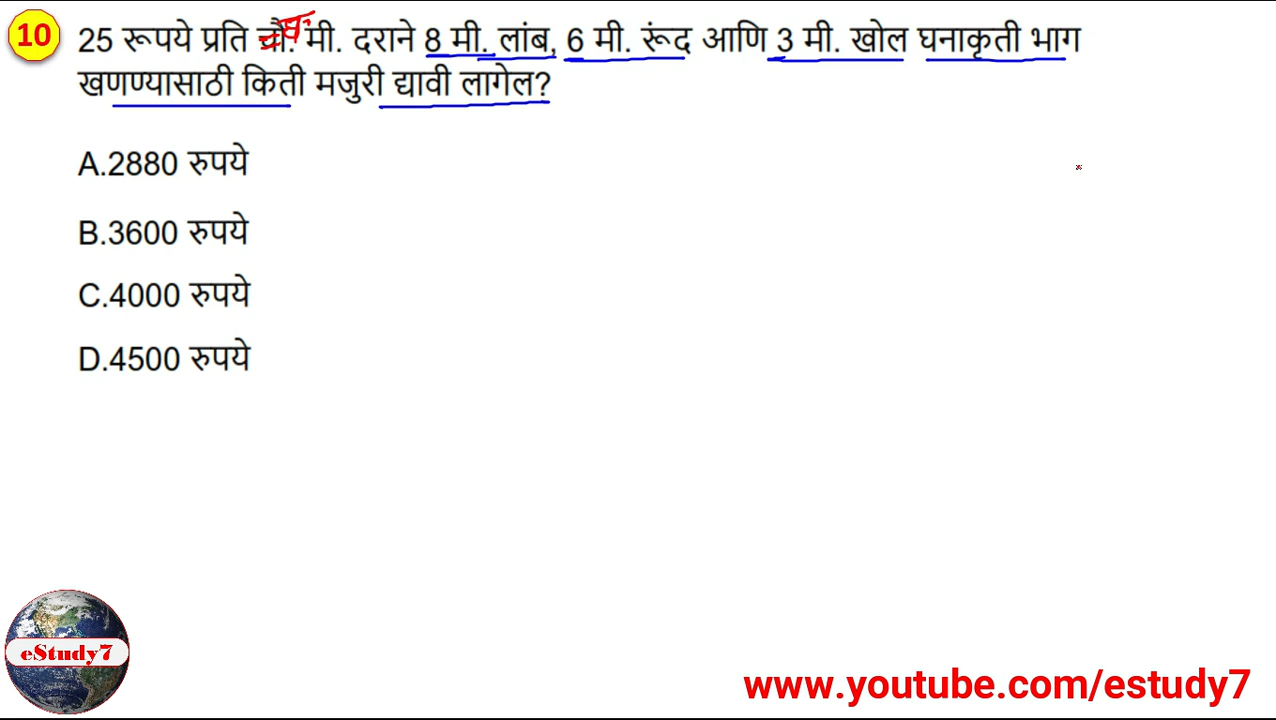 10
25 रूपये प्रति चौ. घ. मी. दराने 8 मी. लांब, 6 मी. रूंद आणि 3 मी. खोल घनाकृती भाग
खणण्यासाठी किती मजुरी द्यावी लागेल?
A.2880 रुपये
B.3600 रुपये
C.4000 रुपये
D.4500 रुपये
eStudy7
www.youtube.com/estudy7